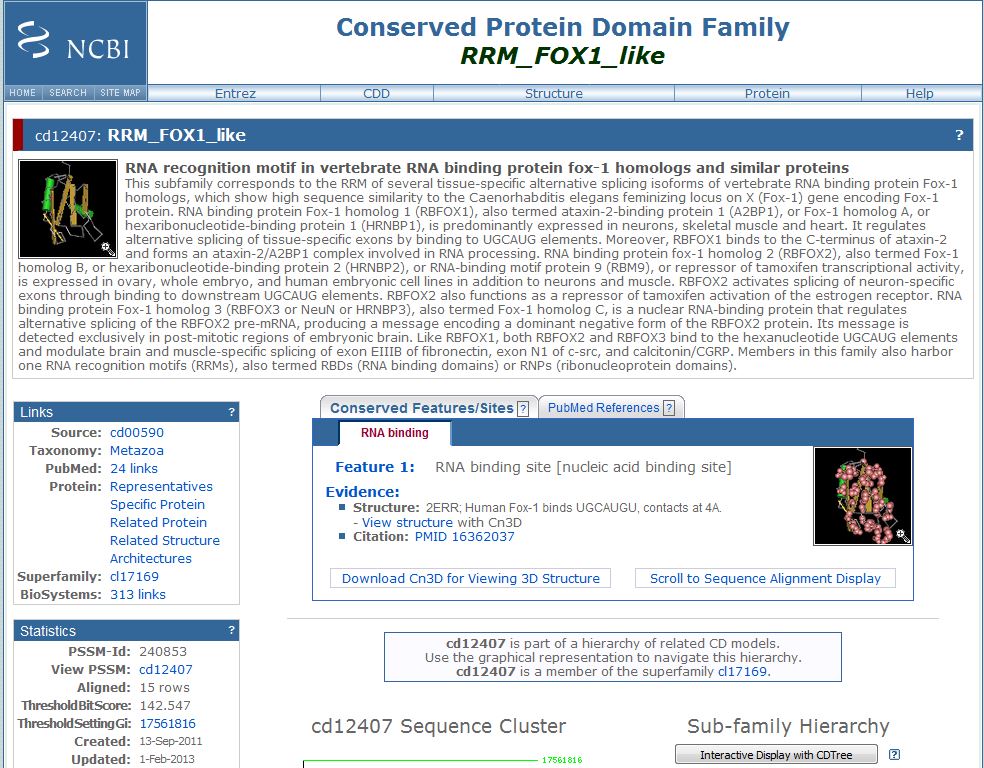 NCBI
Conserved Protein Domain Family
RRM_FOX1_like
HOME SEARCH SITE MAP Entrez CDD Structure Protein Help
cd12407: RRM_FOX1_like ?
RNA recognition motif in vertebrate RNA binding protein fox-1 homologs and similar proteins
This subfamily corresponds to the RRM of several tissue-specific alternative splicing isoforms of vertebrate RNA binding protein Fox-1
homologs, which show high sequence similarity to the Caenorhabditis elegans feminizing locus on X (Fox-1) gene encoding Fox-1
protein. RNA binding protein Fox-1 homolog 1 (RBFOX1), also termed ataxin-2-binding protein 1 (A2BP1), or Fox-1 homolog A, or
hexaribonucleotide-binding protein 1 (HRNBP1), is predominantly expressed in neurons, skeletal muscle and heart. It regulates
alternative splicing of tissue-specific exons by binding to UGCAUG elements. Moreover, RBFOX1 binds to the C-terminus of ataxin-2
and forms an ataxin-2/A2BP1 complex involved in RNA processing. RNA binding protein fox-1 homolog 2 (RBFOX2), also termed Fox-1
homolog B, or hexaribonucleotide-binding protein 2 (HRNBP2), or RNA-binding motif protein 9 (RBM9), or repressor of tamoxifen transcriptional activity,
is expressed in ovary, whole embryo, and human embryonic cell lines in addition to neurons and muscle. RBFOX2 activates splicing of neuron-specific
exons through binding to downstream UGCAUG elements. RBFOX2 also functions as a repressor of tamoxifen activation of the estrogen receptor. RNA
binding protein Fox-1 homolog 3 (RBFOX3 or NeuN or HRNBP3), also termed Fox-1 homolog C, is a nuclear RNA-binding protein that regulates
alternative splicing of the RBFOX2 pre-mRNA, producing a message encoding a dominant negative form of the RBFOX2 protein. Its message is
detected exclusively in post-mitotic regions of embryonic brain. Like RBFOX1, both RBFOX2 and RBFOX3 bind to the hexanucleotide UGCAUG elements
and modulate brain and muscle-specific splicing of exon EIIIB of fibronectin, exon N1 of c-src, and calcitonin/CGRP. Members in this family also harbor
one RNA recognition motifs (RRMs), also termed RBDs (RNA binding domains) or RNPs (ribonucleoprotein domains).
Links ?
Source: cd00590
Taxonomy: Metazoa
PubMed: 24 links
Protein: Representatives
Specific Protein
Related Protein
Related Structure
Architectures
Superfamily: cl17169
BioSystems: 313 links
Statistics ?
PSSM-Id: 240853
View PSSM: cd12407
Aligned: 15 rows
ThresholdBitScore: 142.547
ThresholdSettingGi: 17561816
Created: 13-Sep-2011
Updated: 1-Feb-2013
Conserved Features/Sites ? PubMed References ?
RNA binding
Feature 1: RNA binding site [nucleic acid binding site]
Evidence:
Structure: 2ERR; Human Fox-1 binds UGCAUGU, contacts at 4A.
- View structure with Cn3D
Citation: PMID 16362037
Download Cn3D for Viewing 3D Structure Scroll to Sequence Alignment Display
cd12407 is part of a hierarchy of related CD models.
Use the graphical representation to navigate this hierarchy.
cd12407 is a member of the superfamily cl17169.
cd12407 Sequence Cluster
17561816
Sub-family Hierarchy
Interactive Display with CDTree ?